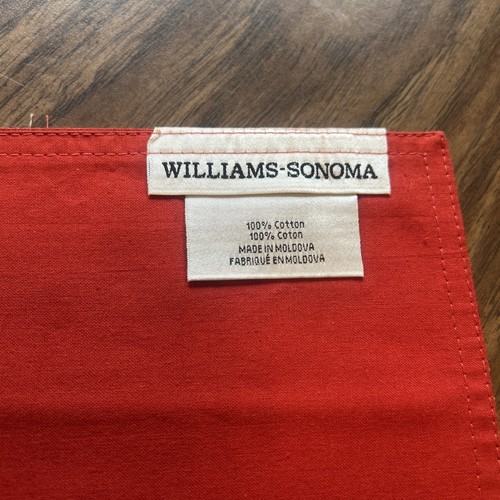 WILLIAMS-SONOMA
100% Cotton
100% Coton
MADE IN MOLDOVA
FABRIQUÉ EN MOLDOVA